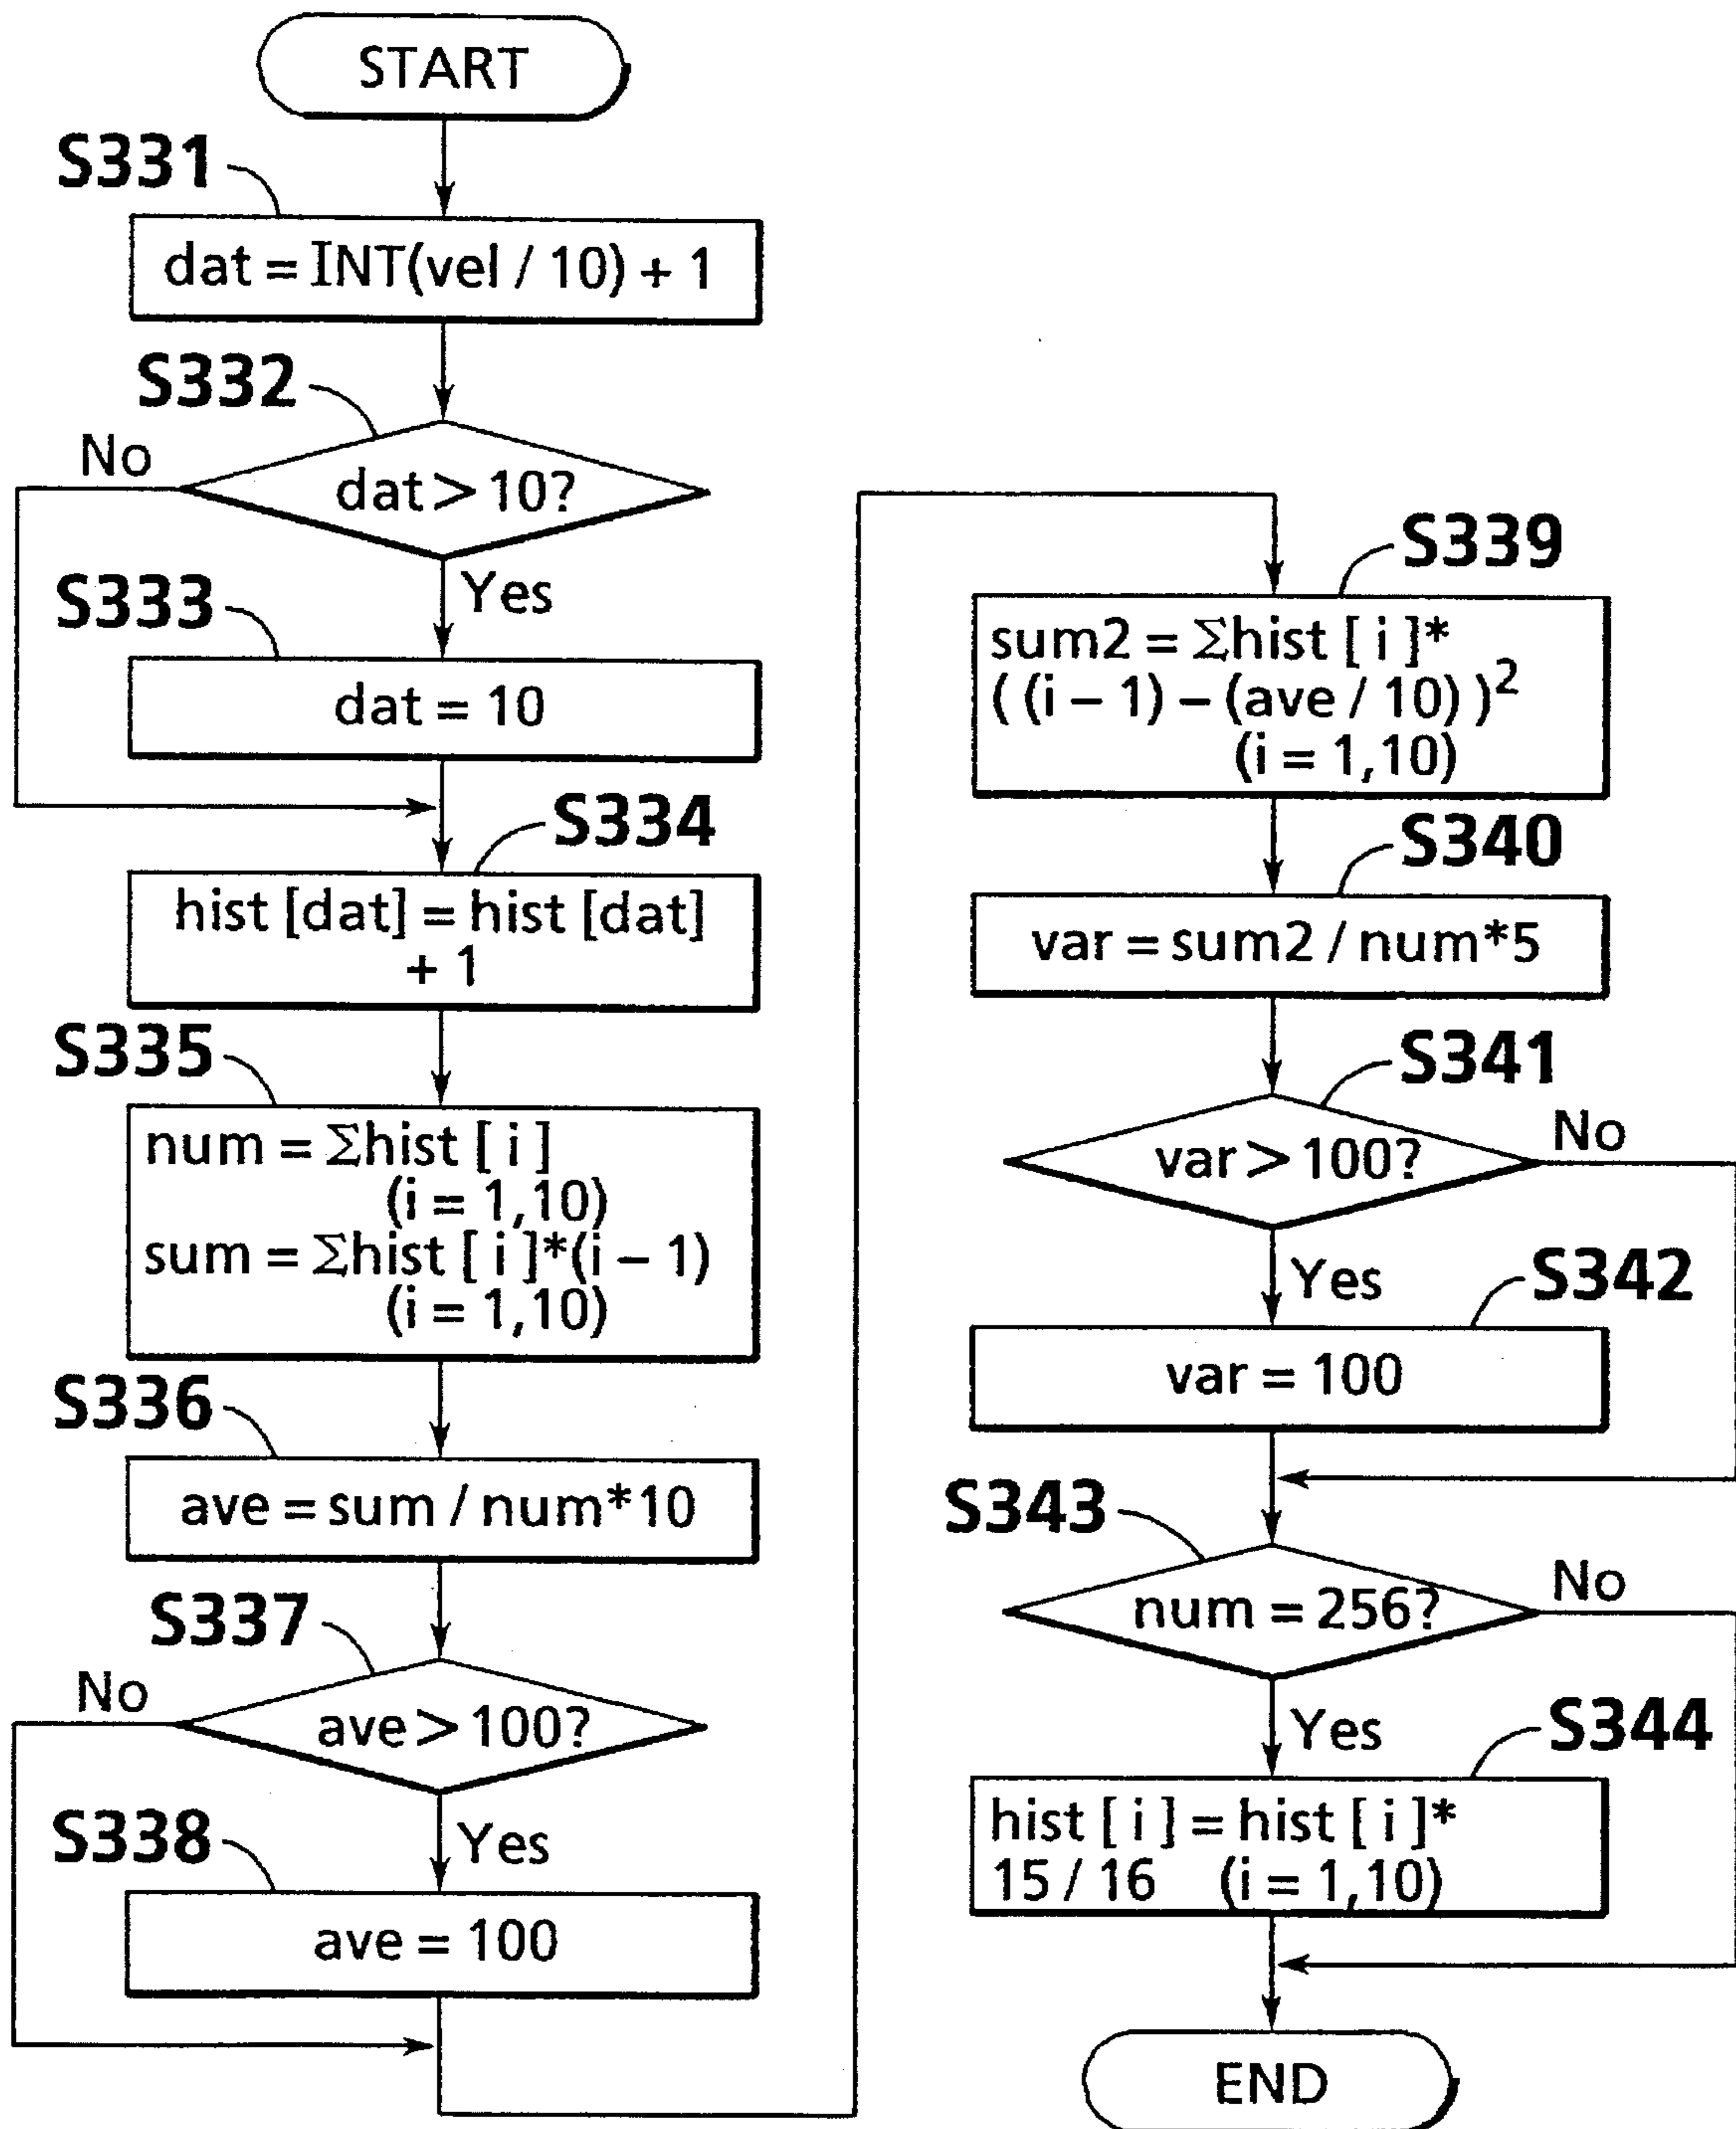 START
S331
dat = INT(vel / 10) + 1
S332
No
dat > 10?
Yes
S333
dat = 10
S334
hist [dat] = hist [dat]
+ 1
S335
num = Σhist [ i ]
(i = 1,10)
sum = Σhist [ i ]*(i – 1)
(i = 1,10)
S336
ave = sum / num*10
S337
No
ave > 100?
Yes
S338
ave = 100
S339
sum2 = Σhist [ i ]*
( (i – 1) – (ave / 10) )²
(i = 1,10)
S340
var = sum2 / num*5
S341
No
var > 100?
Yes
S342
var = 100
S343
No
num = 256?
Yes
S344
hist [ i ] = hist [ i ]*
15 / 16 (i = 1,10)
END